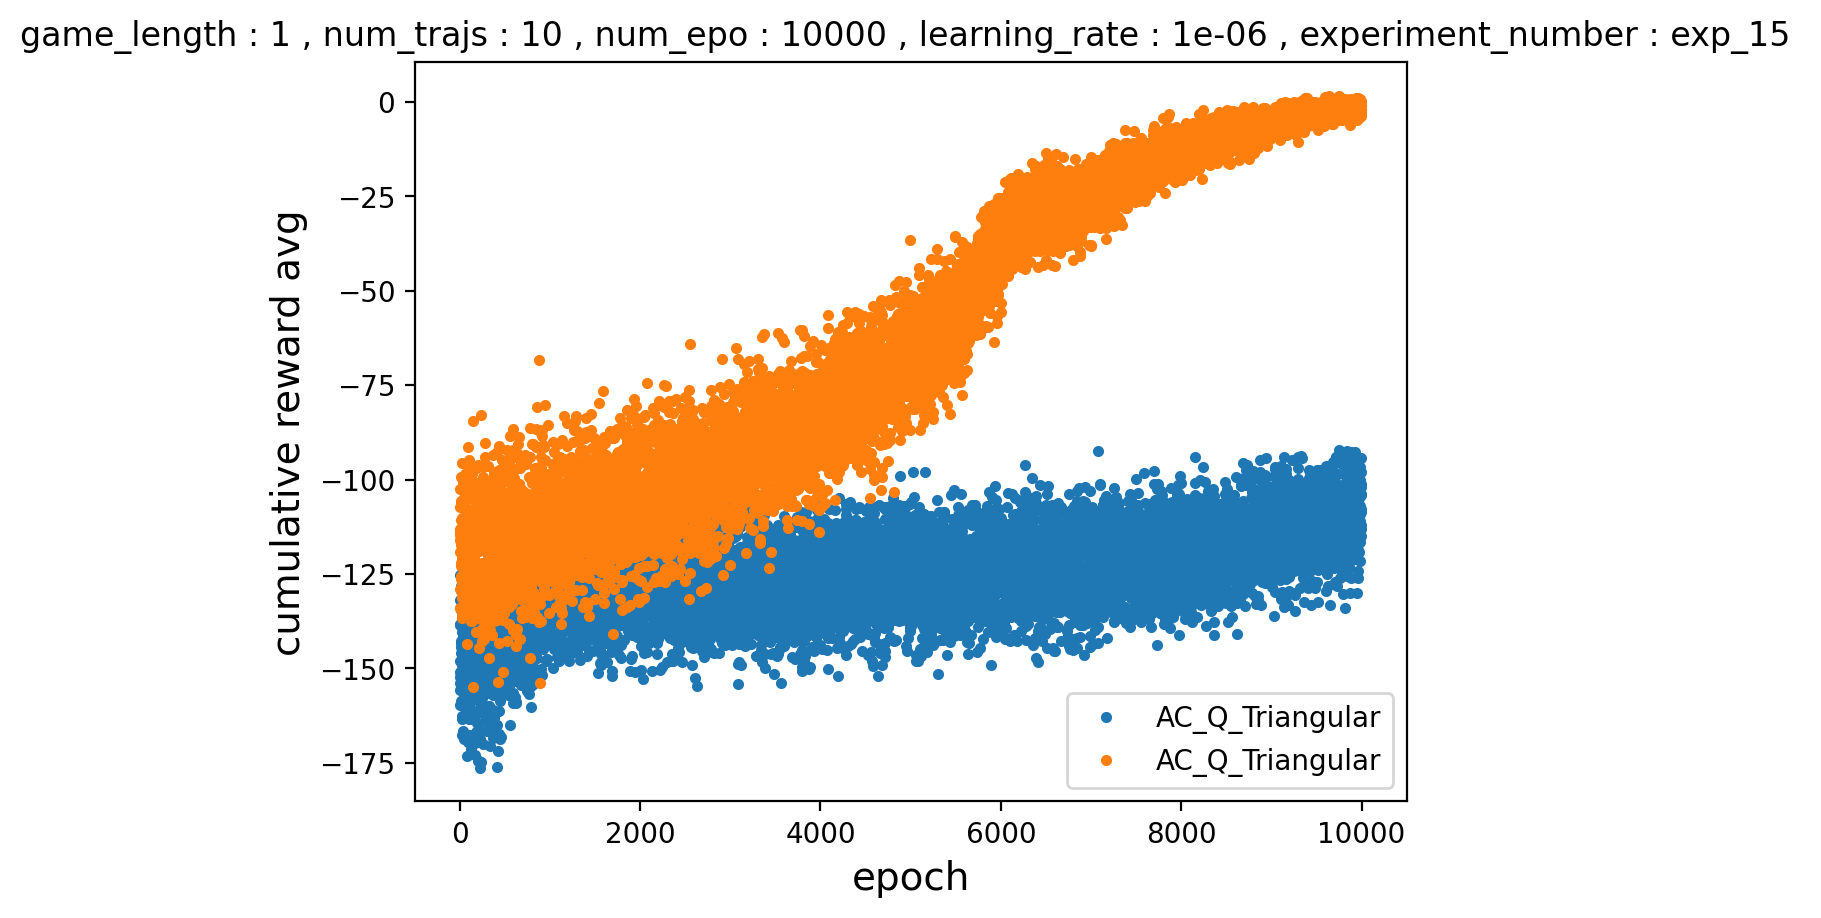 game_length : 1 , num_trajs : 10 , num_epo : 10000 , learning_rate : 1e-06 , experiment_number : exp_15
0
−25
−50
−75
−100
−125
−150
−175
cumulative reward avg
AC_Q_Triangular
AC_Q_Triangular
0 2000 4000 6000 8000 10000
epoch